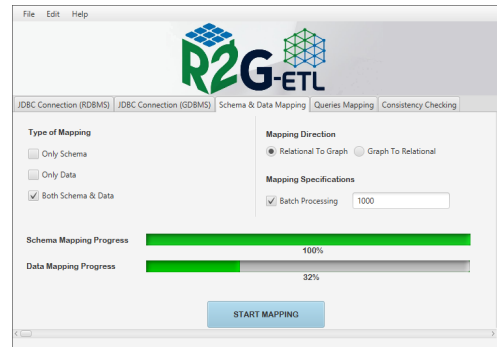 File Edit Help
R2G-ETL
JDBC Connection (RDBMS) JDBC Connection (GDBMS) Schema & Data Mapping Queries Mapping Consistency Checking
Type of Mapping
Only Schema
Only Data
Both Schema & Data
Mapping Direction
Relational To Graph Graph To Relational
Mapping Specifications
Batch Processing 1000
Schema Mapping Progress
100%
Data Mapping Progress
32%
START MAPPING